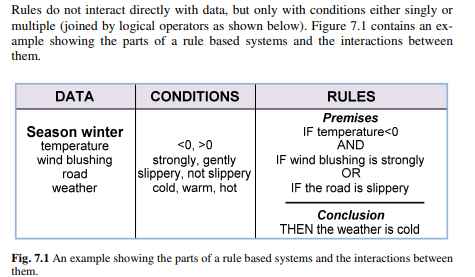 Rules do not interact directly with data, but only with conditions either singly or
multiple (joined by logical operators as shown below). Figure 7.1 contains an ex-
ample showing the parts of a rule based systems and the interactions between
them.
DATA CONDITIONS RULES
Season winter
temperature
wind blushing
road
weather
<0, >0
strongly, gently
slippery, not slippery
cold, warm, hot
Premises
IF temperature<0
AND
IF wind blushing is strongly
OR
IF the road is slippery
Conclusion
THEN the weather is cold
Fig. 7.1 An example showing the parts of a rule based systems and the interactions between
them.